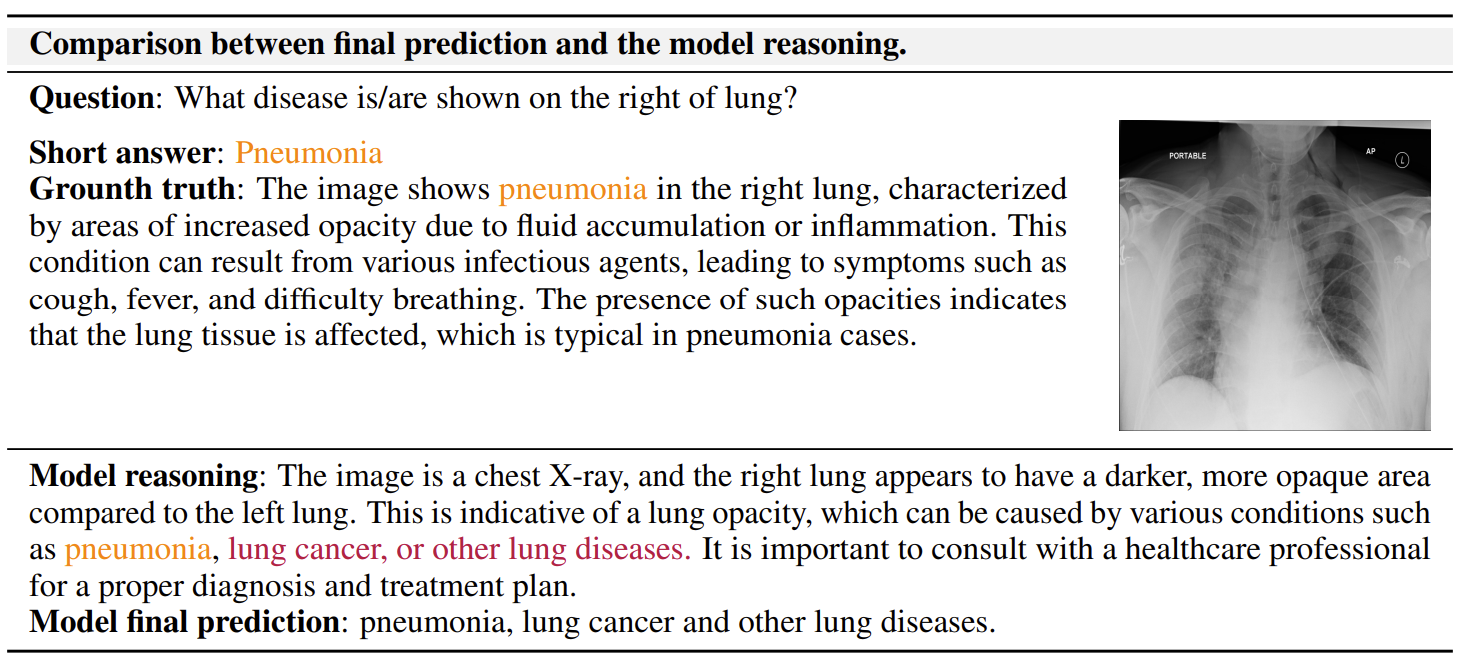 Comparison between final prediction and the model reasoning.
Question: What disease is/are shown on the right of lung?
Short answer: Pneumonia
Grounth truth: The image shows pneumonia in the right lung, characterized
by areas of increased opacity due to fluid accumulation or inflammation. This
condition can result from various infectious agents, leading to symptoms such as
cough, fever, and difficulty breathing. The presence of such opacities indicates
that the lung tissue is affected, which is typical in pneumonia cases.
PORTABLE
AP
L
Model reasoning: The image is a chest X-ray, and the right lung appears to have a darker, more opaque area
compared to the left lung. This is indicative of a lung opacity, which can be caused by various conditions such
as pneumonia, lung cancer, or other lung diseases. It is important to consult with a healthcare professional
for a proper diagnosis and treatment plan.
Model final prediction: pneumonia, lung cancer and other lung diseases.